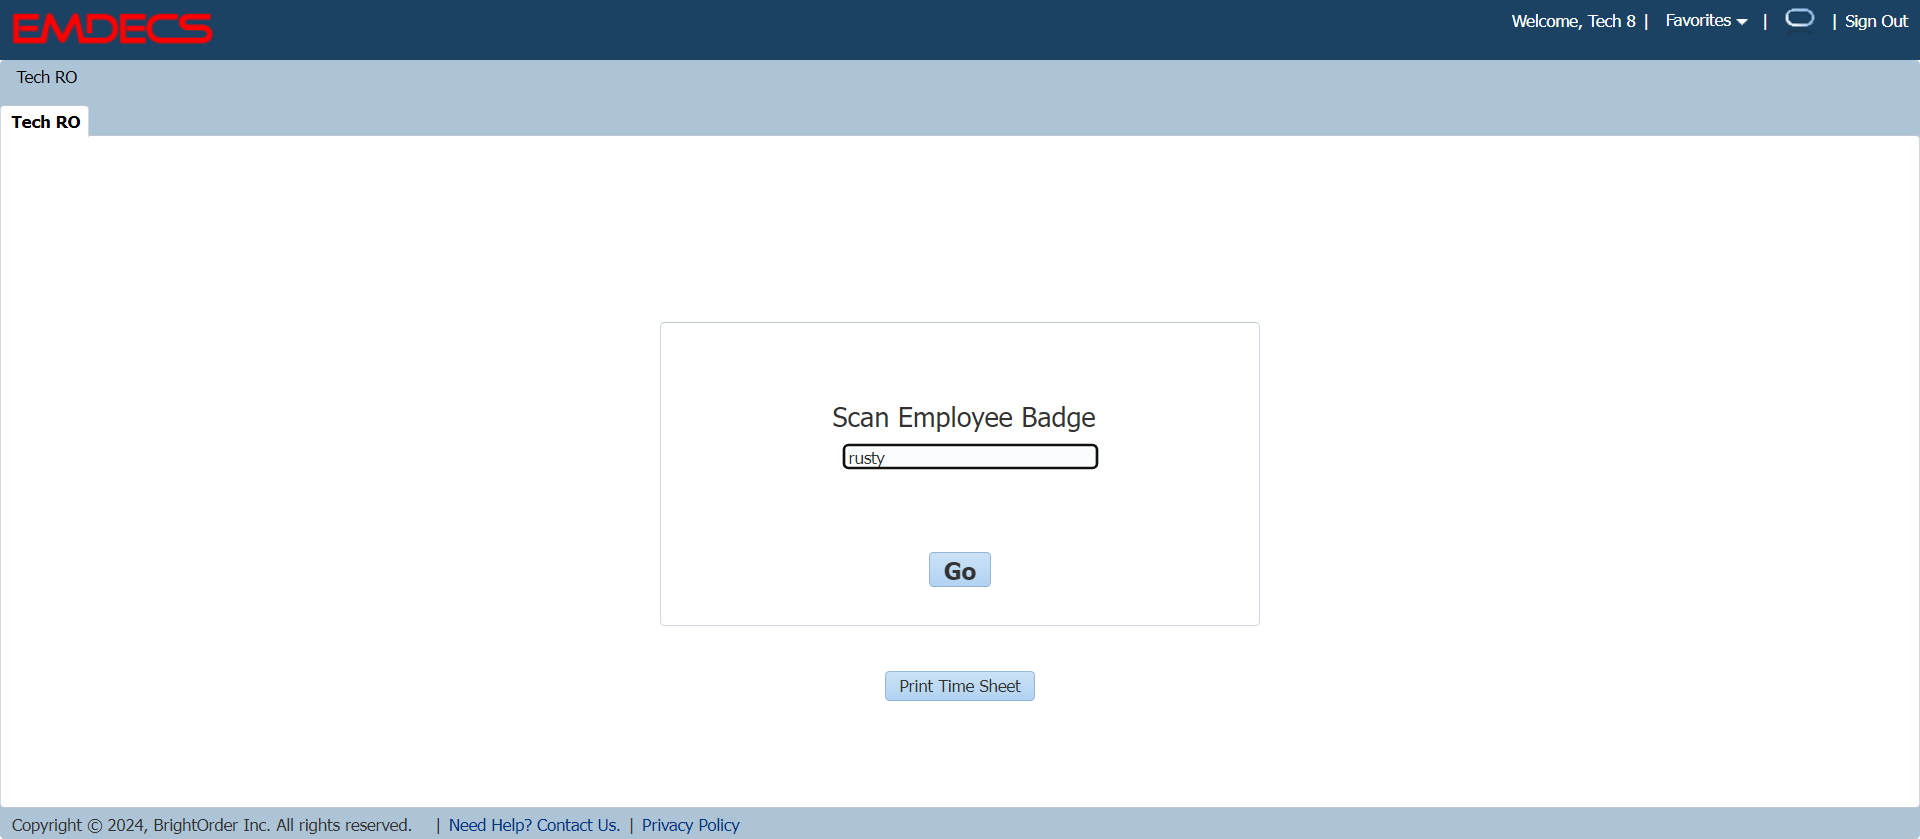 EMDECS
Welcome, Tech 8 | Favorites | | Sign Out
Tech RO
Tech RO
Scan Employee Badge
rusty
Go
Print Time Sheet
Copyright © 2024, BrightOrder Inc. All rights reserved. | Need Help? Contact Us. | Privacy Policy